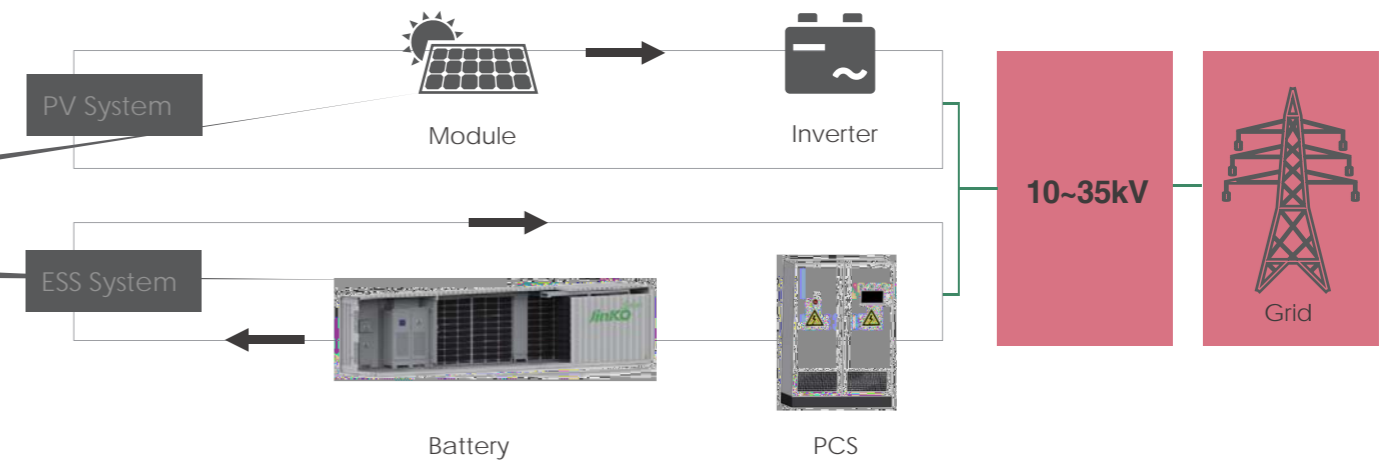 PV System
Module
Inverter
10~35kV
ESS System
JinKO
Grid
Battery
PCS